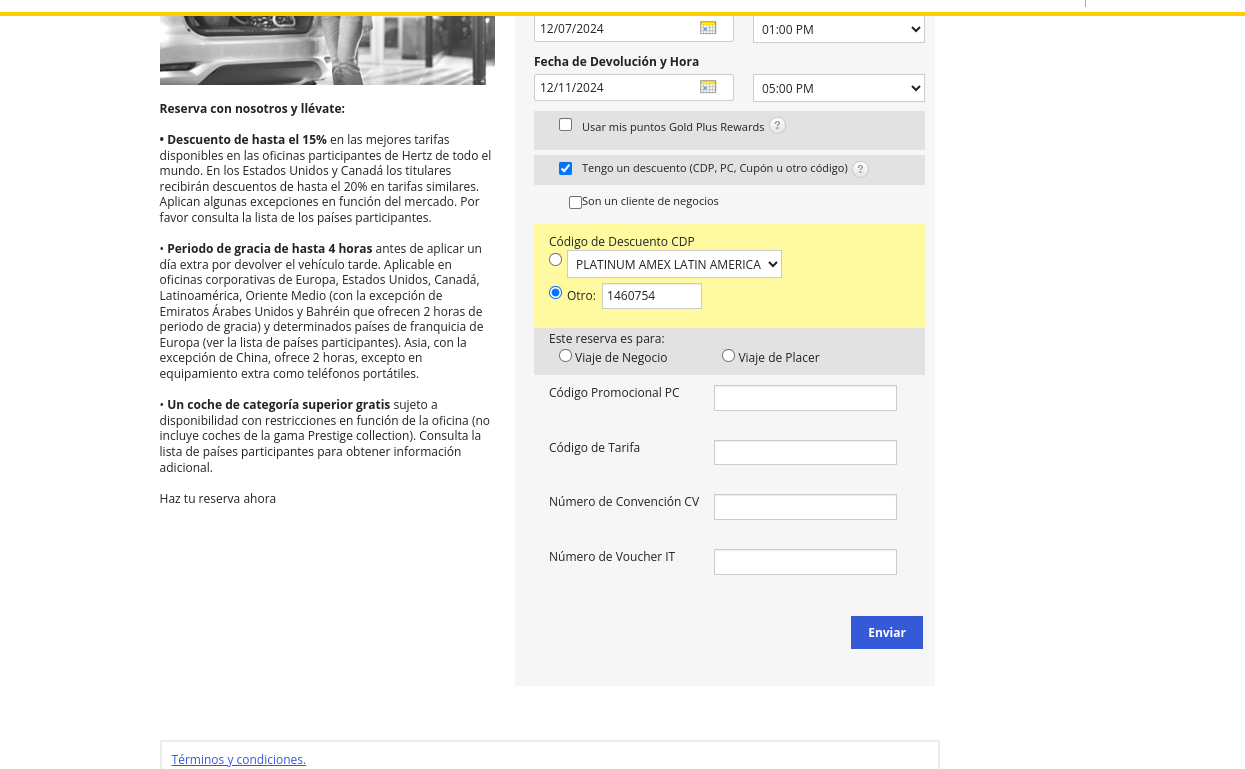 12/07/2024
01:00 PM
Fecha de Devolución y Hora
12/11/2024
05:00 PM
Usar mis puntos Gold Plus Rewards ?
Tengo un descuento (CDP, PC, Cupón u otro código) ?
Son un cliente de negocios
Código de Descuento CDP
PLATINUM AMEX LATIN AMERICA
Otro: 1460754
Este reserva es para:
Viaje de Negocio
Viaje de Placer
Código Promocional PC
Código de Tarifa
Número de Convención CV
Número de Voucher IT
Enviar
Reserva con nosotros y llévate:
• Descuento de hasta el 15% en las mejores tarifas
disponibles en las oficinas participantes de Hertz de todo el
mundo. En los Estados Unidos y Canadá los titulares
recibirán descuentos de hasta el 20% en tarifas similares.
Aplican algunas excepciones en función del mercado. Por
favor consulta la lista de los países participantes.
• Periodo de gracia de hasta 4 horas antes de aplicar un
día extra por devolver el vehículo tarde. Aplicable en
oficinas corporativas de Europa, Estados Unidos, Canadá,
Latinoamérica, Oriente Medio (con la excepción de
Emiratos Árabes Unidos y Bahréin que ofrecen 2 horas de
periodo de gracia) y determinados países de franquicia de
Europa (ver la lista de países participantes). Asia, con la
excepción de China, ofrece 2 horas, excepto en
equipamiento extra como teléfonos portátiles.
• Un coche de categoría superior gratis sujeto a
disponibilidad con restricciones en función de la oficina (no
incluye coches de la gama Prestige collection). Consulta la
lista de países participantes para obtener información
adicional.
Haz tu reserva ahora
Términos y condiciones.